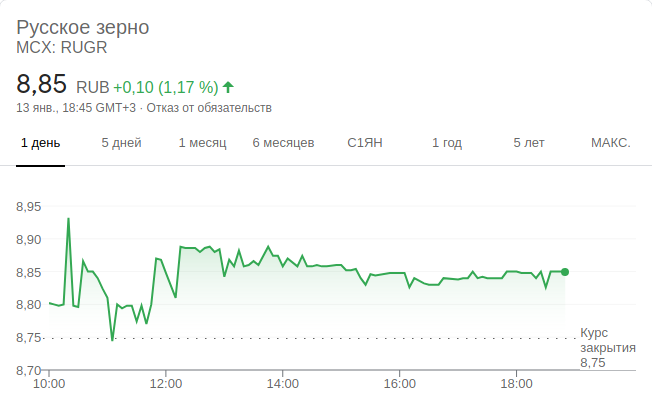 Русское зерно
MCX: RUGR
8,85 RUB +0,10 (1,17 %)
13 янв., 18:45 GMT+3 · Отказ от обязательств
1 день 5 дней 1 месяц 6 месяцев С1ЯН 1 год 5 лет МАКС.
8,95
8,90
8,85
8,80
8,75
8,70
Курс
закрытия
8,75
10:00 12:00 14:00 16:00 18:00